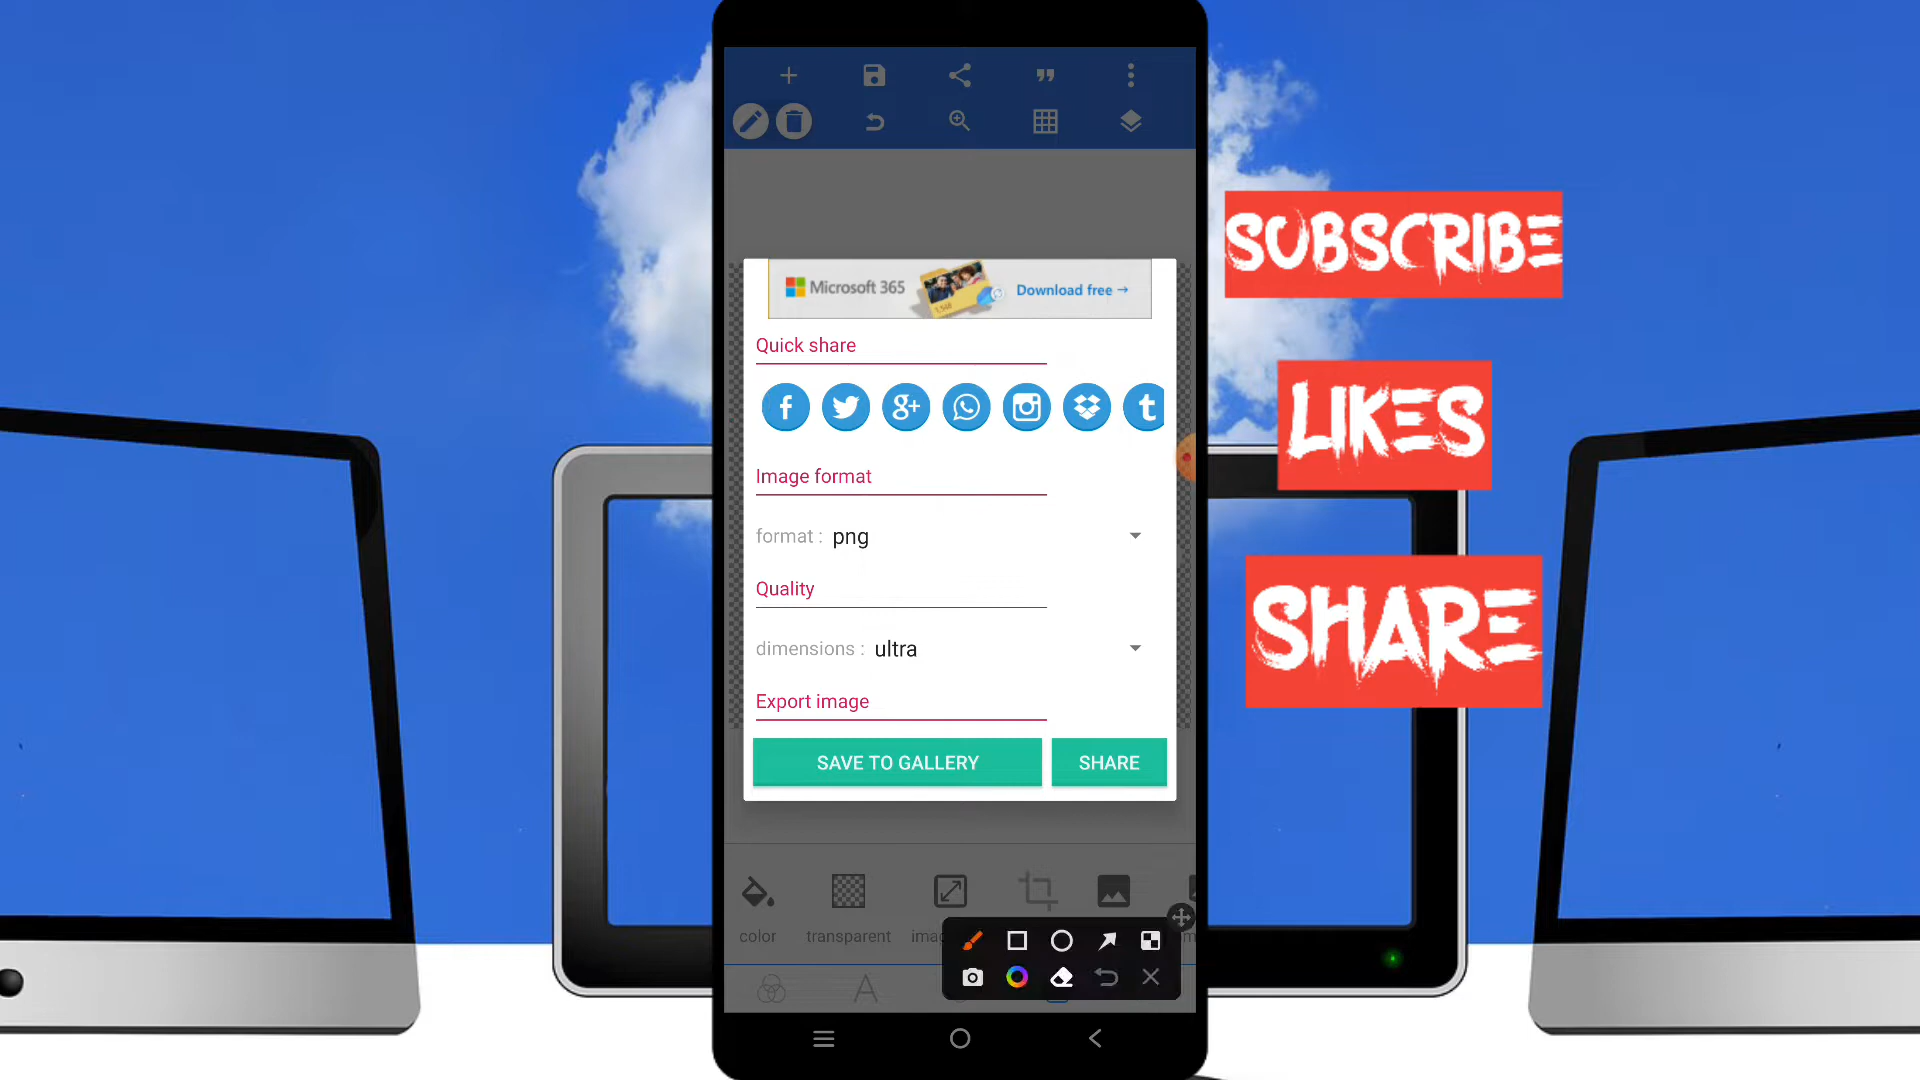 Microsoft 365
Download free →
Quick share
Image format
format : png
Quality
dimensions : ultra
Export image
SAVE TO GALLERY
SHARE
color
transparent
SUBSCRIBE
LIKES
SHARE